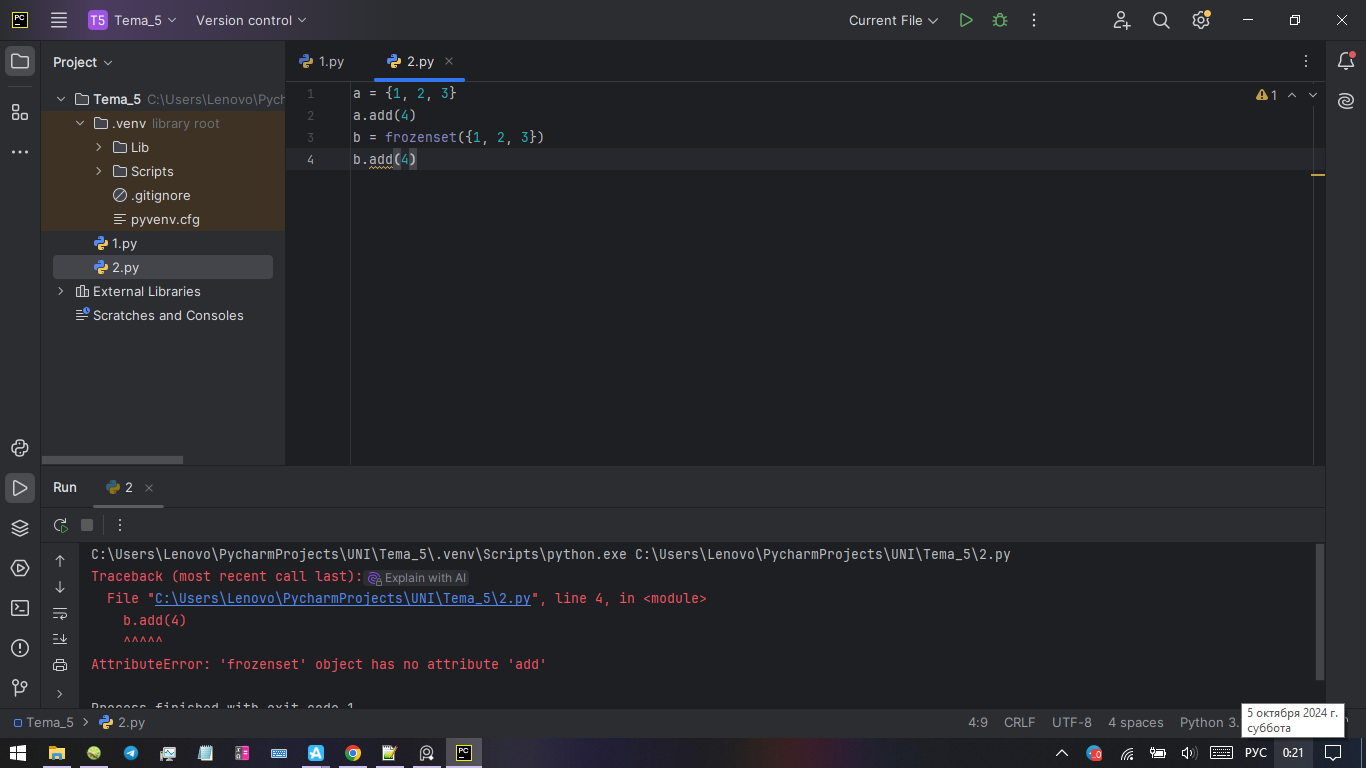 PC
T5 Tema_5 Version control Current File
Project
1.py 2.py
Tema_5 C:\Users\Lenovo\Pych
.venv library root
Lib
Scripts
.gitignore
pyvenv.cfg
1.py
2.py
External Libraries
Scratches and Consoles
1 a = {1, 2, 3}
2 a.add(4)
3 b = frozenset({1, 2, 3})
4 b.add(4)
1
Run 2
C:\Users\Lenovo\PycharmProjects\UNI\Tema_5\.venv\Scripts\python.exe C:\Users\Lenovo\PycharmProjects\UNI\Tema_5\2.py
Traceback (most recent call last): Explain with AI
File "C:\Users\Lenovo\PycharmProjects\UNI\Tema_5\2.py", line 4, in <module>
b.add(4)
^^^^^
AttributeError: 'frozenset' object has no attribute 'add'
Process finished with exit code 1
Tema_5 2.py 4:9 CRLF UTF-8 4 spaces Python 3.
5 октября 2024 г.
суббота
РУС 0:21